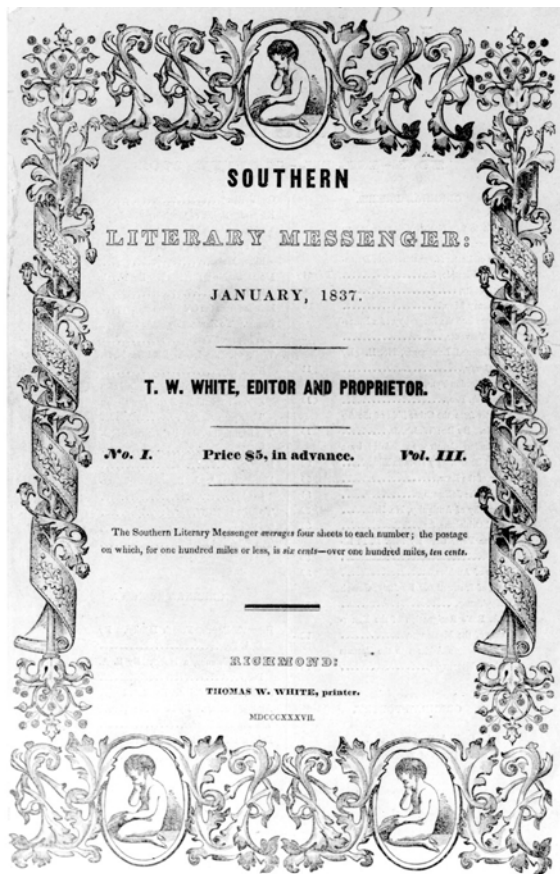 SOUTHERN
LITERARY MESSENGER:
JANUARY, 1837.
T. W. WHITE, EDITOR AND PROPRIETOR.
No. I. Price $5, in advance. Vol. III.
The Southern Literary Messenger averages four sheets to each number; the postage
on which, for one hundred miles or less, is six cents—over one hundred miles, ten cents.
RICHMOND:
THOMAS W. WHITE, printer.
MDCCCXXXVII.